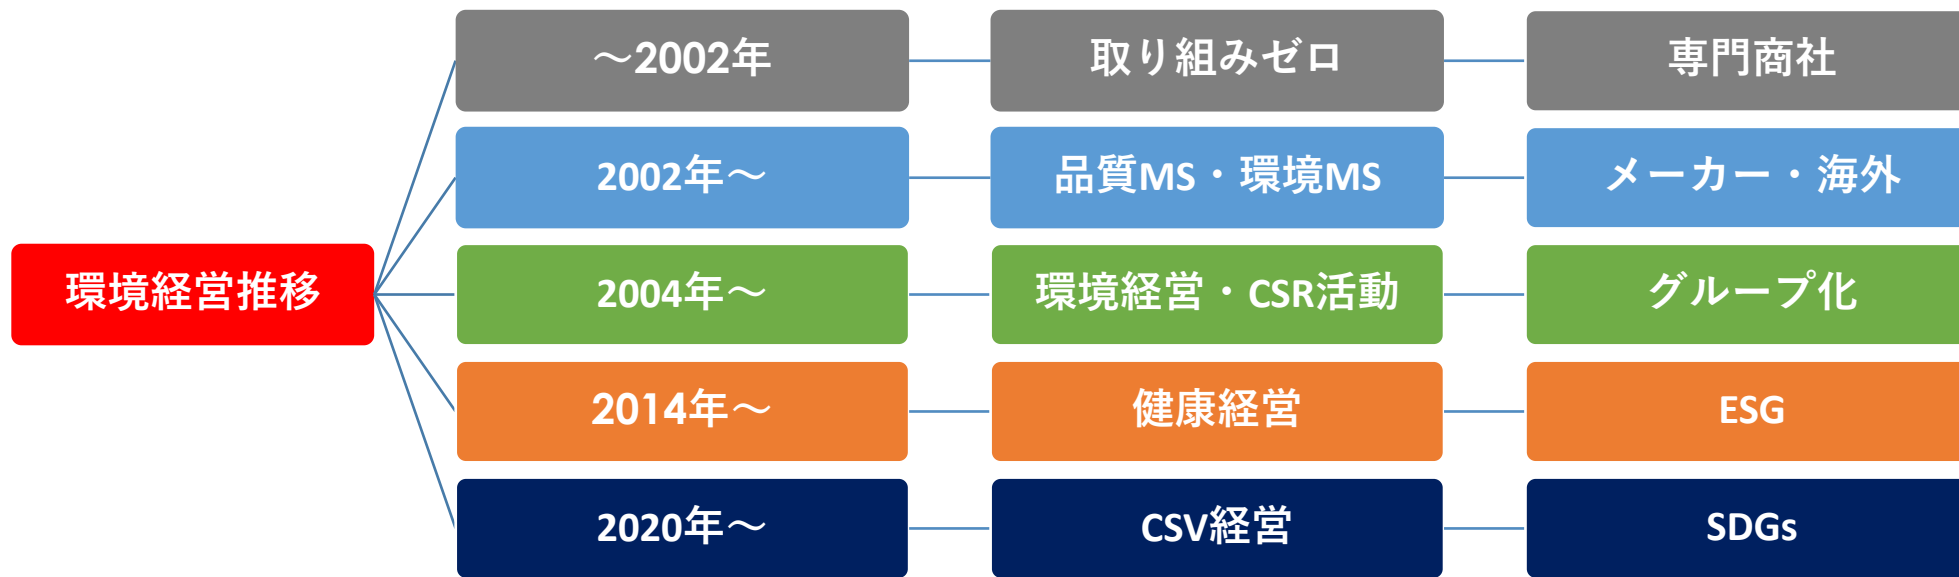 環境経営推移
～2002年
取り組みゼロ
専門商社
2002年～
品質MS・環境MS
メーカー・海外
2004年～
環境経営・CSR活動
グループ化
2014年～
健康経営
ESG
2020年～
CSV経営
SDGs